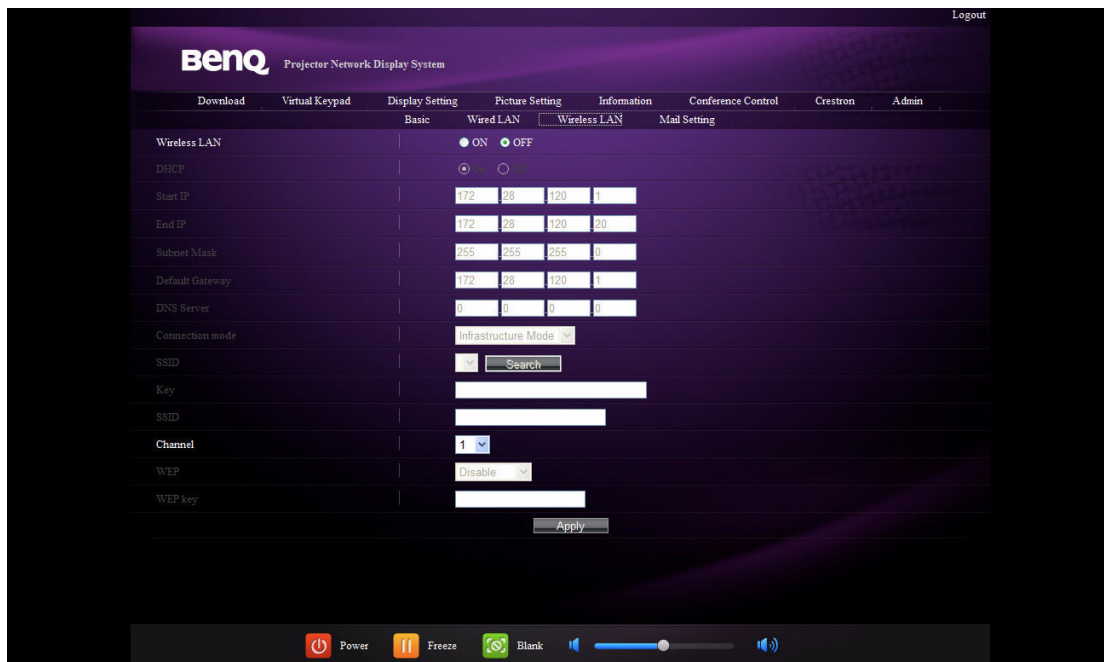 Logout
BenQ Projector Network Display System
Download Virtual Keypad Display Setting Picture Setting Infomation Conference Control Crestron Admin
Basic Wired LAN Wireless LAN Mail Setting
Wireless LAN ON OFF
DHCP On Off
Start IP 172 . 28 . 120 . 1
End IP 172 . 28 . 120 . 20
Subnet Mask 255 . 255 . 255 . 0
Default Gateway 172 . 28 . 120 . 1
DNS Server 0 . 0 . 0 . 0
Connection mode Infrastructure Mode
SSID Search
Key
SSID
Channel 1
WEP Disable
WEP key
Apply
Power Freeze Blank